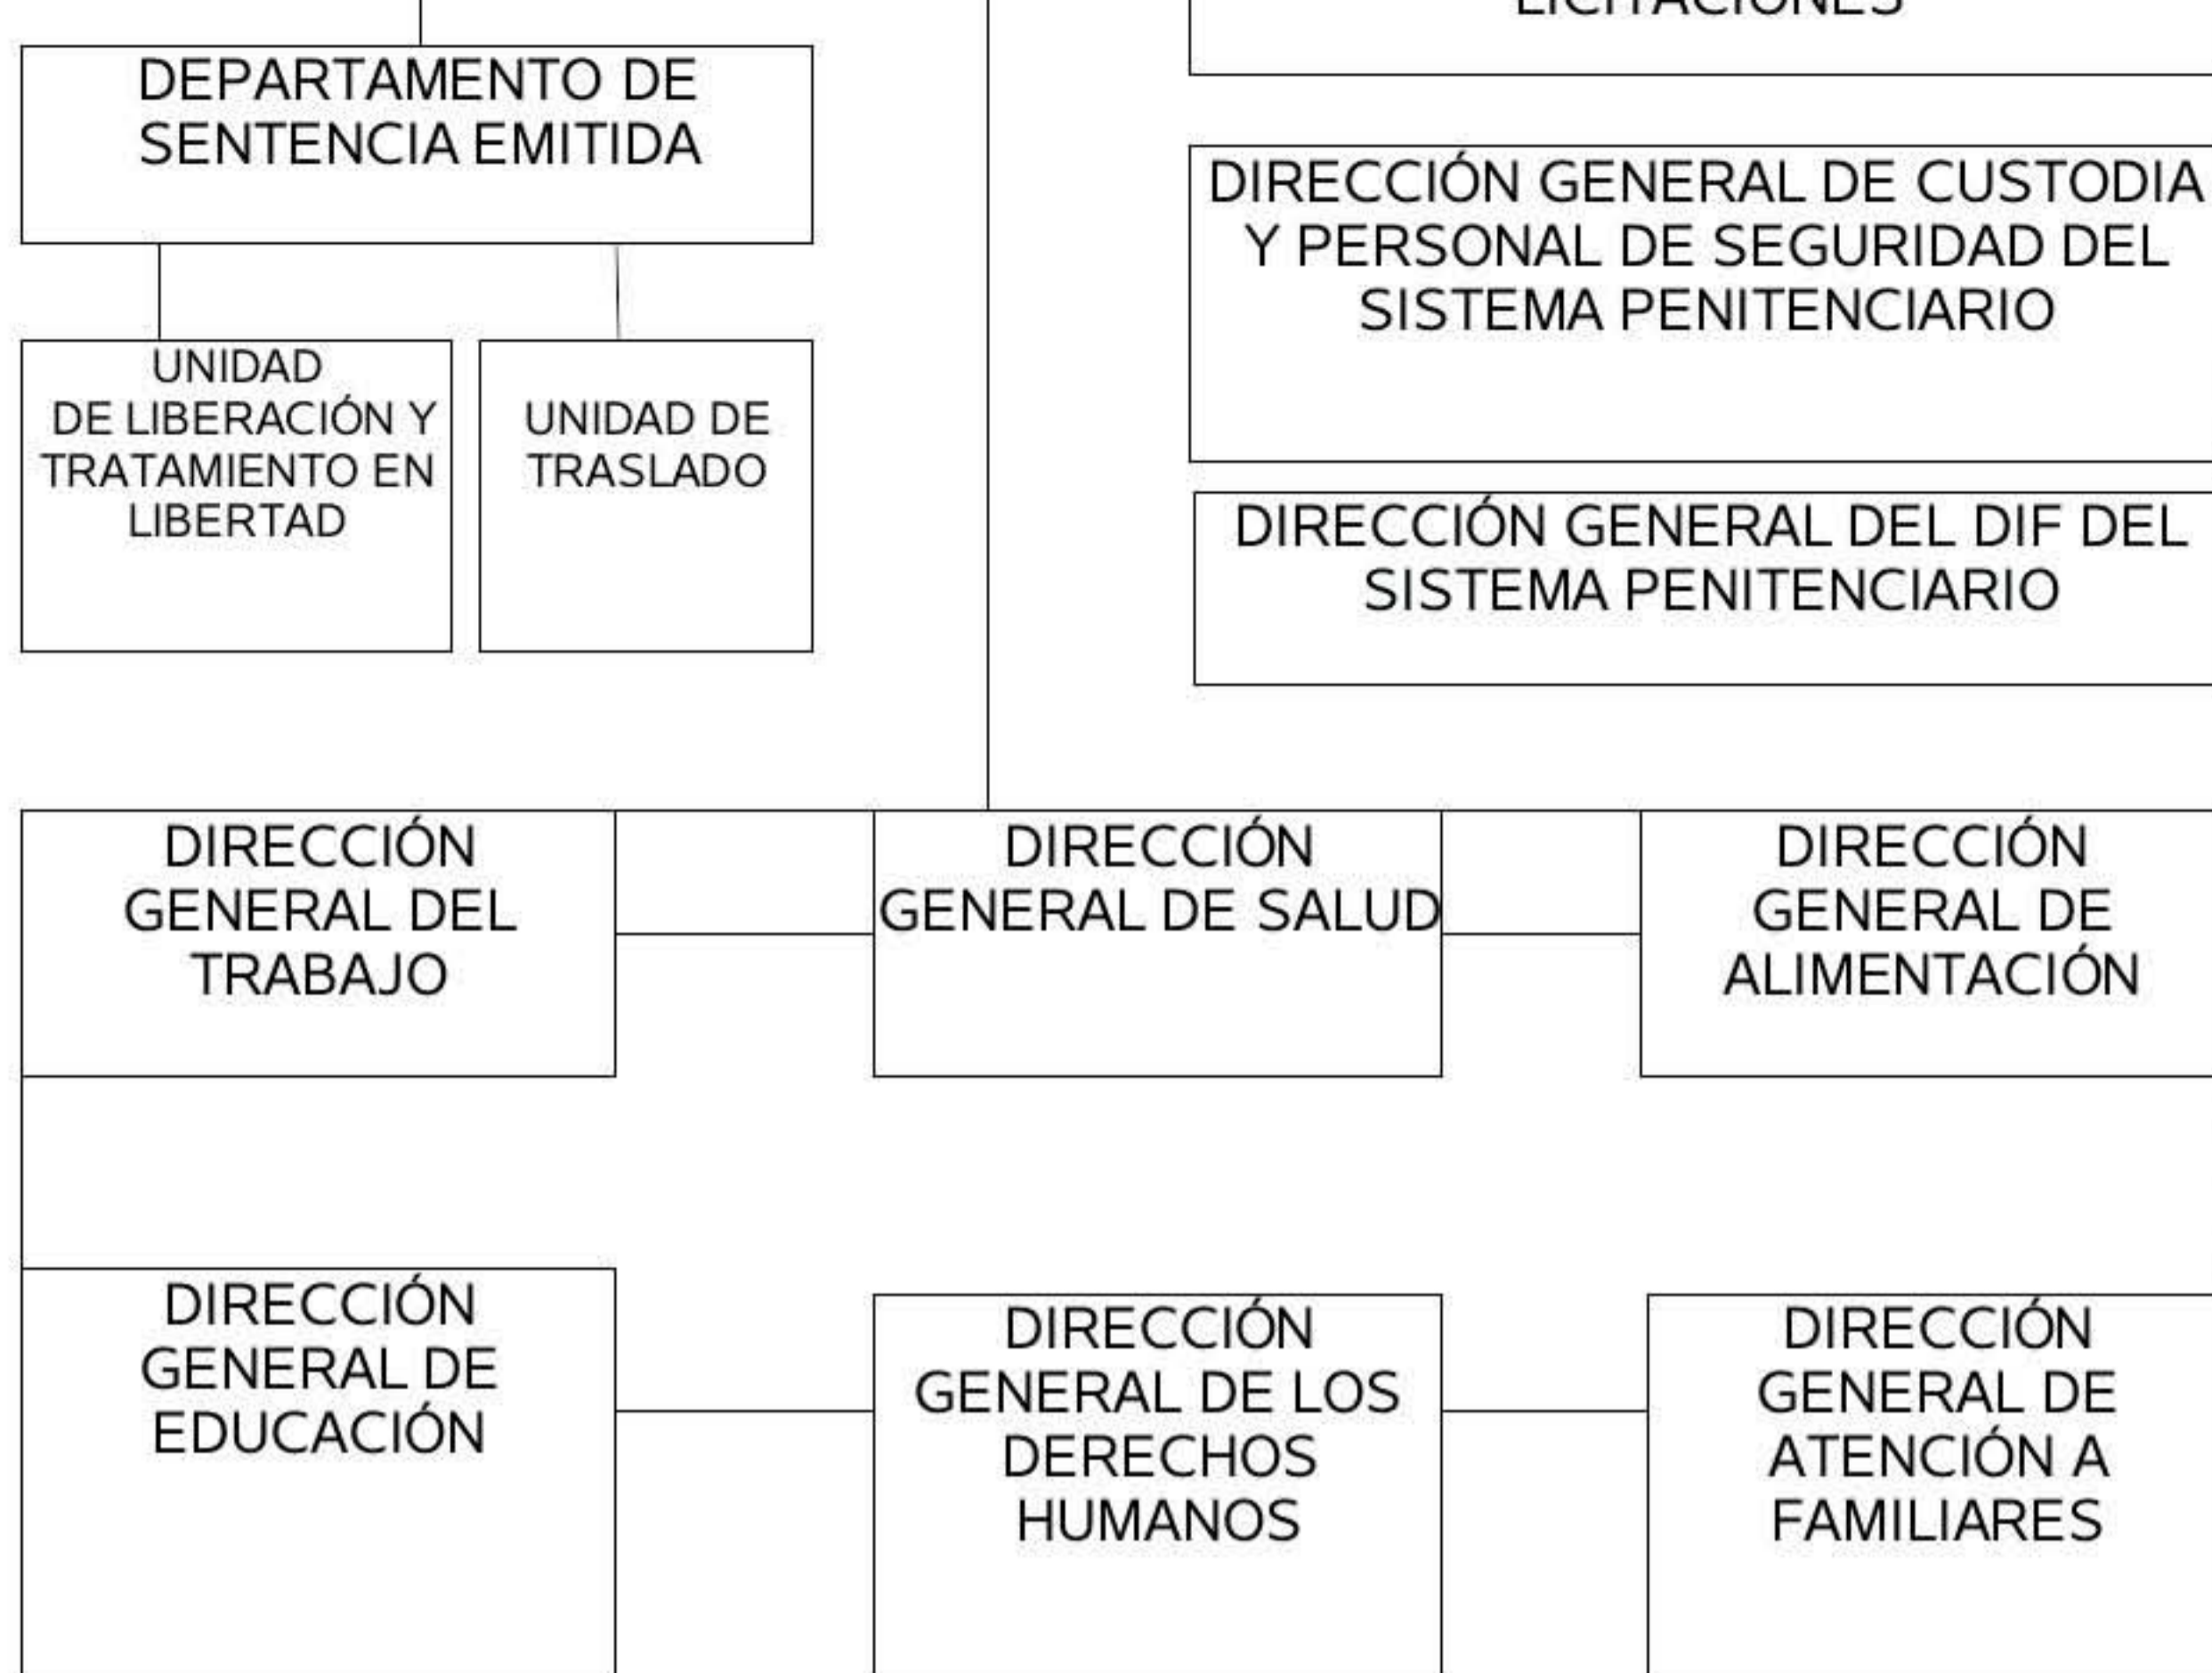 LICITACIONES
DEPARTAMENTO DE
SENTENCIA EMITIDA
DIRECCIÓN GENERAL DE CUSTODIA
Y PERSONAL DE SEGURIDAD DEL
SISTEMA PENITENCIARIO
UNIDAD
DE LIBERACIÓN Y
TRATAMIENTO EN
LIBERTAD
UNIDAD DE
TRASLADO
DIRECCIÓN GENERAL DEL DIF DEL
SISTEMA PENITENCIARIO
DIRECCIÓN
GENERAL DEL
TRABAJO
DIRECCIÓN
GENERAL DE SALUD
DIRECCIÓN
GENERAL DE
ALIMENTACIÓN
DIRECCIÓN
GENERAL DE
EDUCACIÓN
DIRECCIÓN
GENERAL DE LOS
DERECHOS
HUMANOS
DIRECCIÓN
GENERAL DE
ATENCIÓN A
FAMILIARES